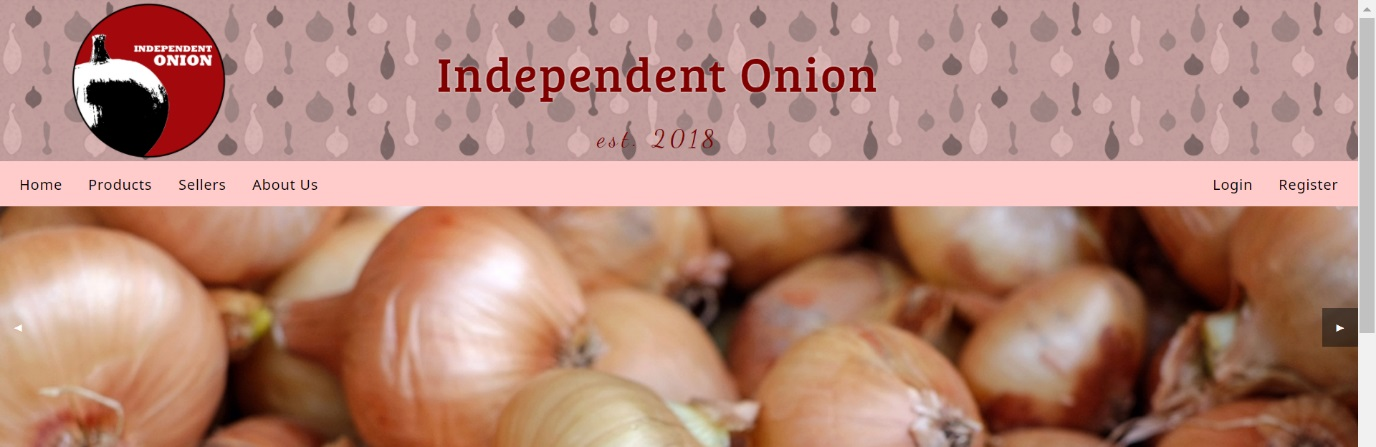 INDEPENDENT
ONION
Independent Onion
est. 2018
Home Products Sellers About Us Login Register